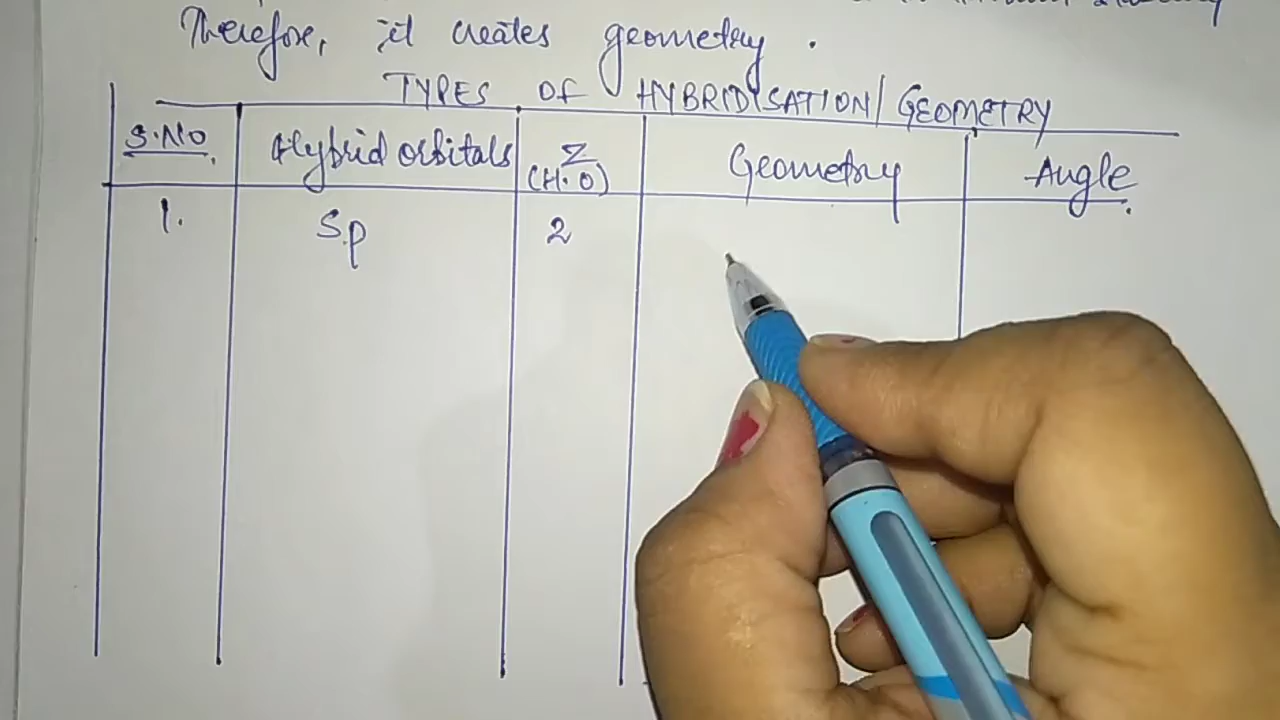 Therefore, it creates geometry.
TYPES OF HYBRIDISATION/GEOMETRY
S.NO. Hybrid orbitals Z (H.O) Geometry Angle.
1. Sp 2